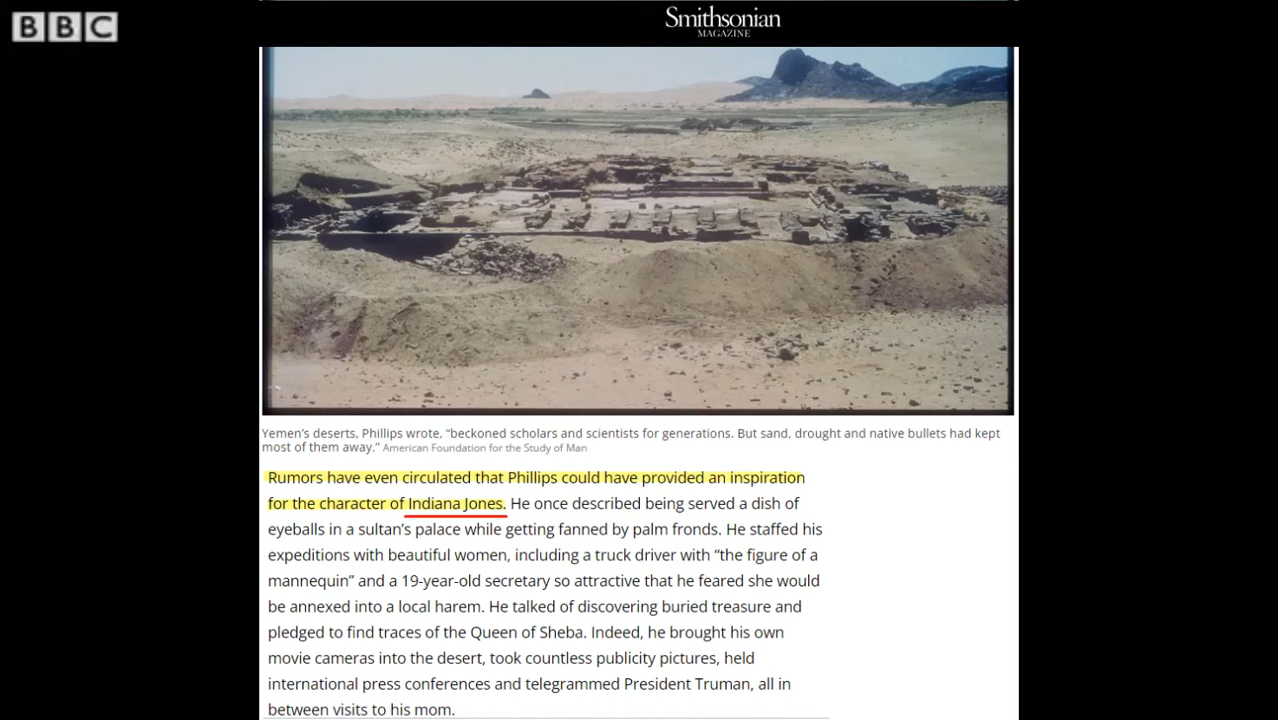 BBC
Smithsonian
MAGAZINE
Yemen’s deserts, Phillips wrote, “beckoned scholars and scientists for generations. But sand, drought and native bullets had kept
most of them away.” American Foundation for the Study of Man
Rumors have even circulated that Phillips could have provided an inspiration
for the character of Indiana Jones. He once described being served a dish of
eyeballs in a sultan’s palace while getting fanned by palm fronds. He staffed his
expeditions with beautiful women, including a truck driver with “the figure of a
mannequin” and a 19-year-old secretary so attractive that he feared she would
be annexed into a local harem. He talked of discovering buried treasure and
pledged to find traces of the Queen of Sheba. Indeed, he brought his own
movie cameras into the desert, took countless publicity pictures, held
international press conferences and telegrammed President Truman, all in
between visits to his mom.